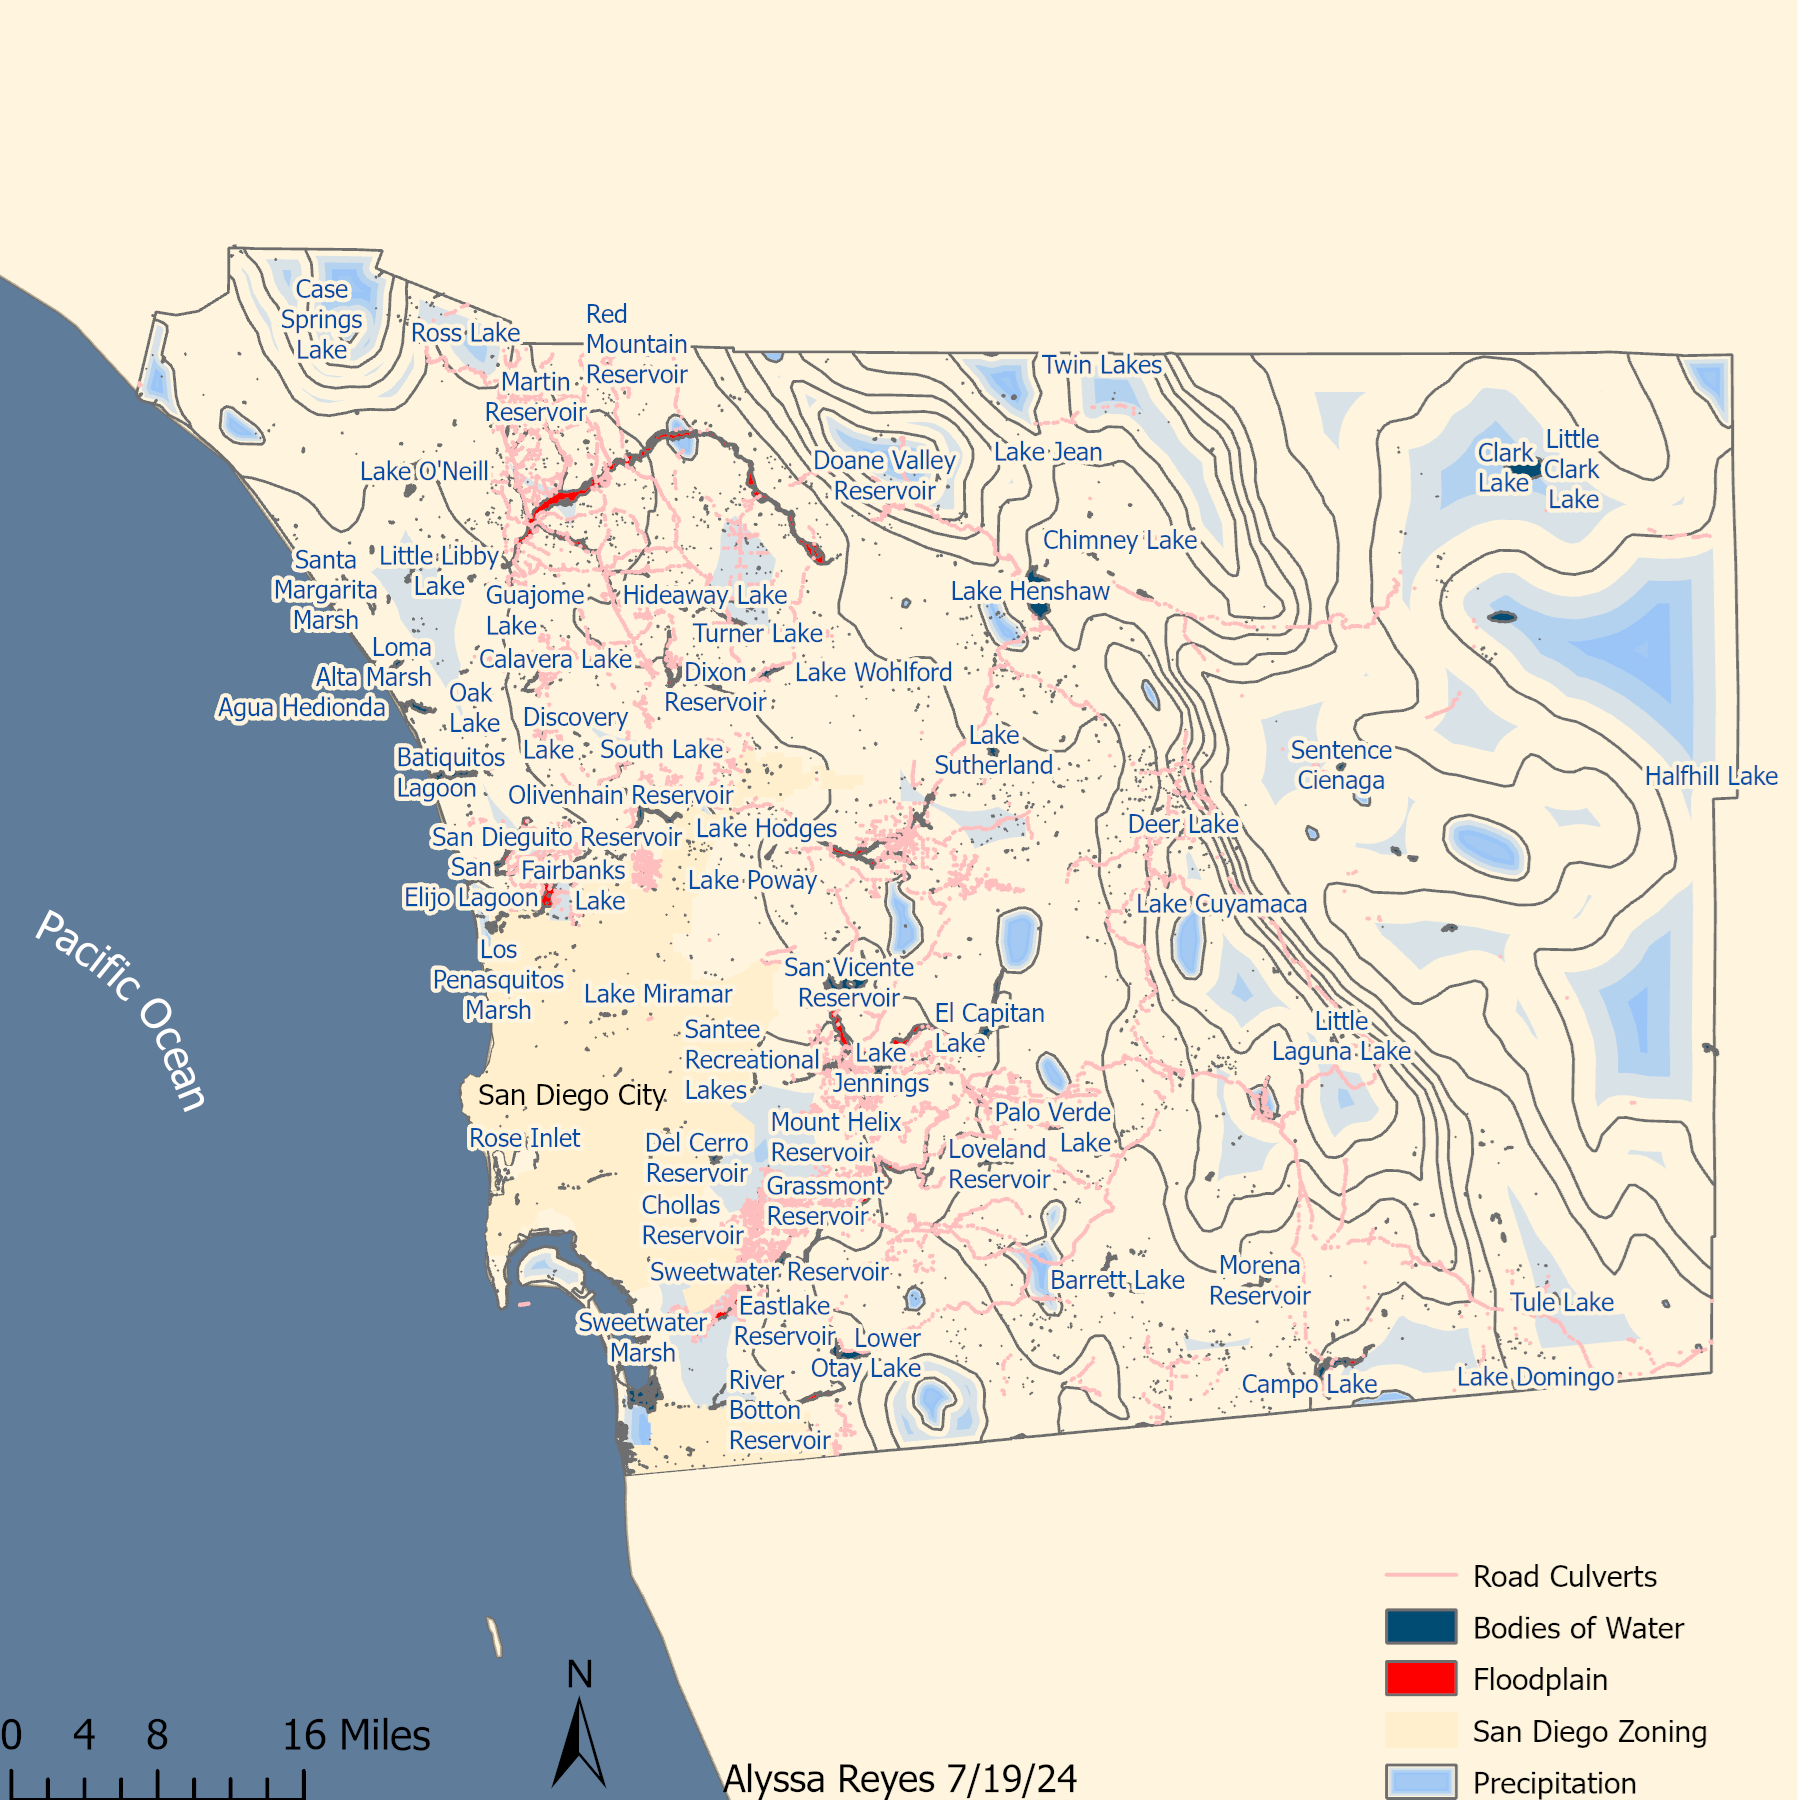 Case
Springs
Lake
Ross Lake
Red
Mountain
Reservoir
Martin
Reservoir
Twin Lakes
Lake O'Neill
Doane Valley
Reservoir
Lake Jean
Clark
Lake
Little
Clark
Lake
Santa
Margarita
Marsh
Little Libby
Lake
Guajome
Lake
Hideaway Lake
Chimney Lake
Lake Henshaw
Turner Lake
Loma
Alta Marsh
Calavera Lake
Dixon
Reservoir
Lake Wohlford
Agua Hedionda
Oak
Lake
Discovery
Lake
South Lake
Lake
Sutherland
Sentence
Cienaga
Halfhill Lake
Batiquitos
Lagoon
Olivenhain Reservoir
San Dieguito Reservoir
Lake Hodges
Deer Lake
San
Elijo Lagoon
Fairbanks
Lake
Lake Poway
Lake Cuyamaca
Pacific Ocean
Los
Penasquitos
Marsh
Lake Miramar
San Vicente
Reservoir
El Capitan
Lake
Santee
Recreational
Lakes
Lake
Jennings
Little
Laguna Lake
San Diego City
Rose Inlet
Del Cerro
Reservoir
Mount Helix
Reservoir
Palo Verde
Lake
Loveland
Reservoir
Grassmont
Reservoir
Chollas
Reservoir
Sweetwater Reservoir
Barrett Lake
Morena
Reservoir
Tule Lake
Sweetwater
Marsh
Eastlake
Reservoir
Lower
Otay Lake
River
Botton
Reservoir
Campo Lake
Lake Domingo
Road Culverts
Bodies of Water
Floodplain
San Diego Zoning
Precipitation
N
0 4 8 16 Miles
Alyssa Reyes 7/19/24